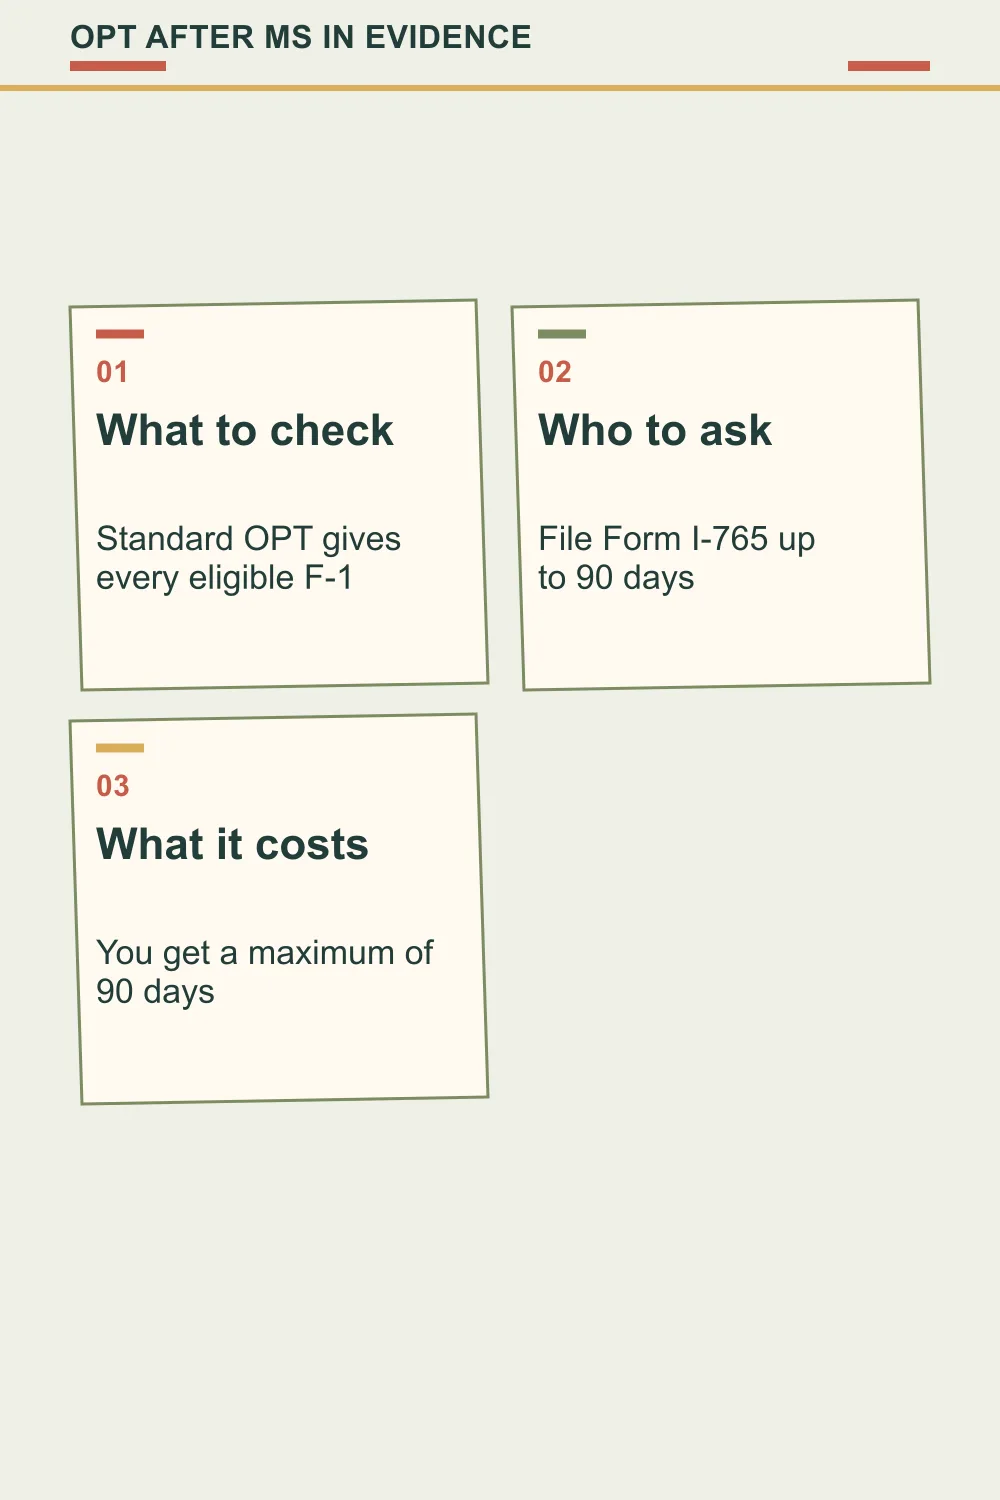 OPT AFTER MS IN EVIDENCE
01
What to check
Standard OPT gives
every eligible F-1
02
Who to ask
File Form I-765 up
to 90 days
03
What it costs
You get a maximum of
90 days